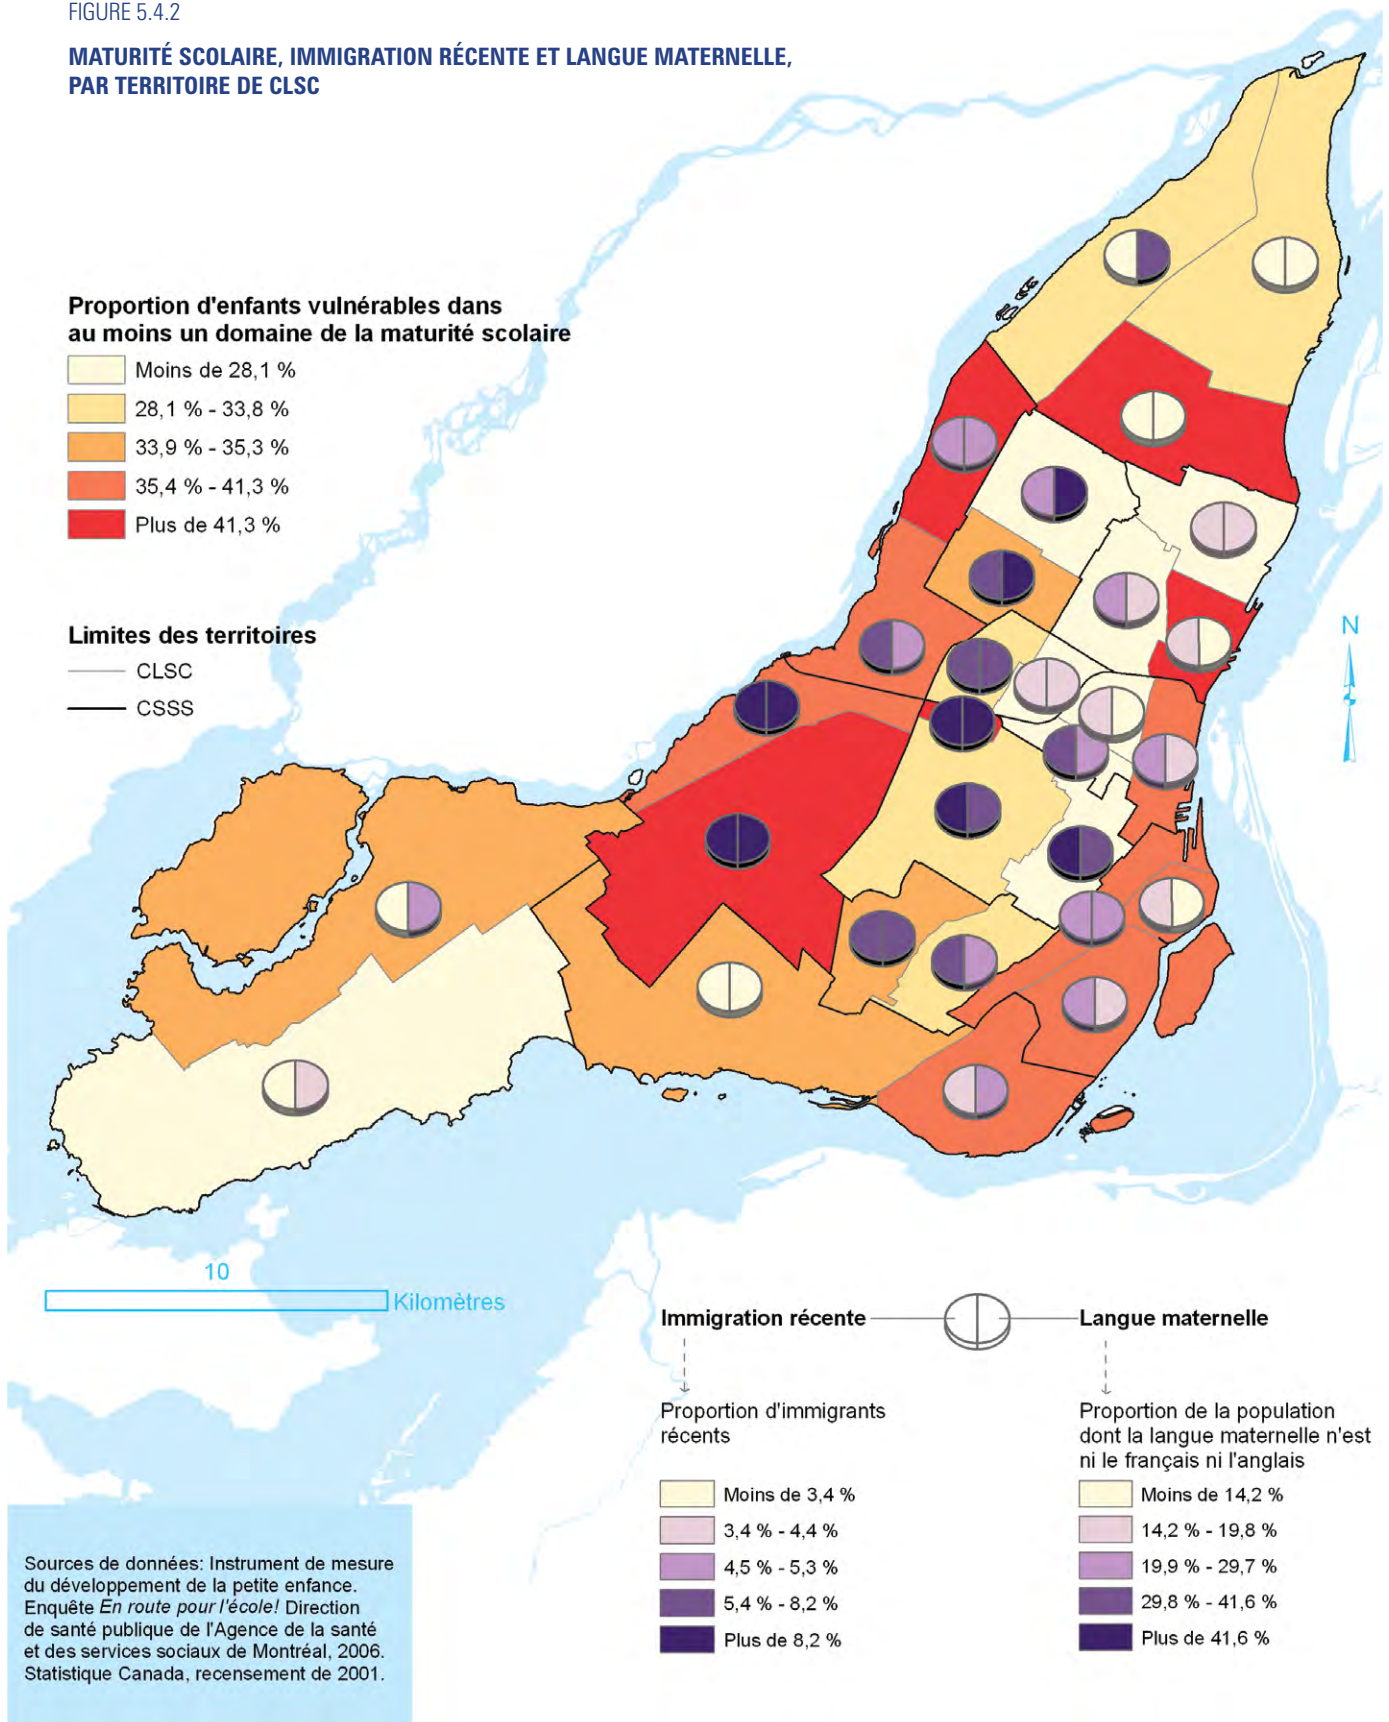 FIGURE 5.4.2
MATURITÉ SCOLAIRE, IMMIGRATION RÉCENTE ET LANGUE MATERNELLE,
PAR TERRITOIRE DE CLSC
Proportion d'enfants vulnérables dans
au moins un domaine de la maturité scolaire
Moins de 28,1 %
28,1 % - 33,8 %
33,9 % - 35,3 %
35,4 % - 41,3 %
Plus de 41,3 %
Limites des territoires
CLSC
CSSS
N
10
Kilomètres
Immigration récente
Langue maternelle
Proportion d'immigrants
récents
Moins de 3,4 %
3,4 % - 4,4 %
4,5 % - 5,3 %
5,4 % - 8,2 %
Plus de 8,2 %
Proportion de la population
dont la langue maternelle n'est
ni le français ni l'anglais
Moins de 14,2 %
14,2 % - 19,8 %
19,9 % - 29,7 %
29,8 % - 41,6 %
Plus de 41,6 %
Sources de données: Instrument de mesure
du développement de la petite enfance.
Enquête En route pour l'école! Direction
de santé publique de l'Agence de la santé
et des services sociaux de Montréal, 2006.
Statistique Canada, recensement de 2001.